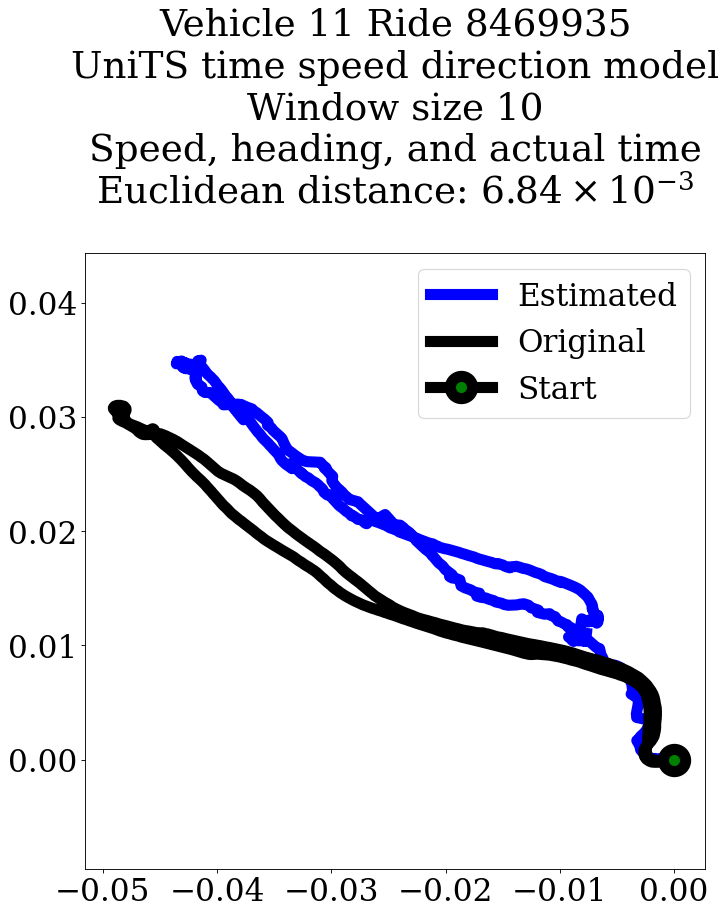 Vehicle 11 Ride 8469935
UniTS time speed direction model
Window size 10
Speed, heading, and actual time
Euclidean distance: 6.84 × 10⁻³
Estimated
Original
Start
0.04
0.03
0.02
0.01
0.00
−0.05 −0.04 −0.03 −0.02 −0.01 0.00